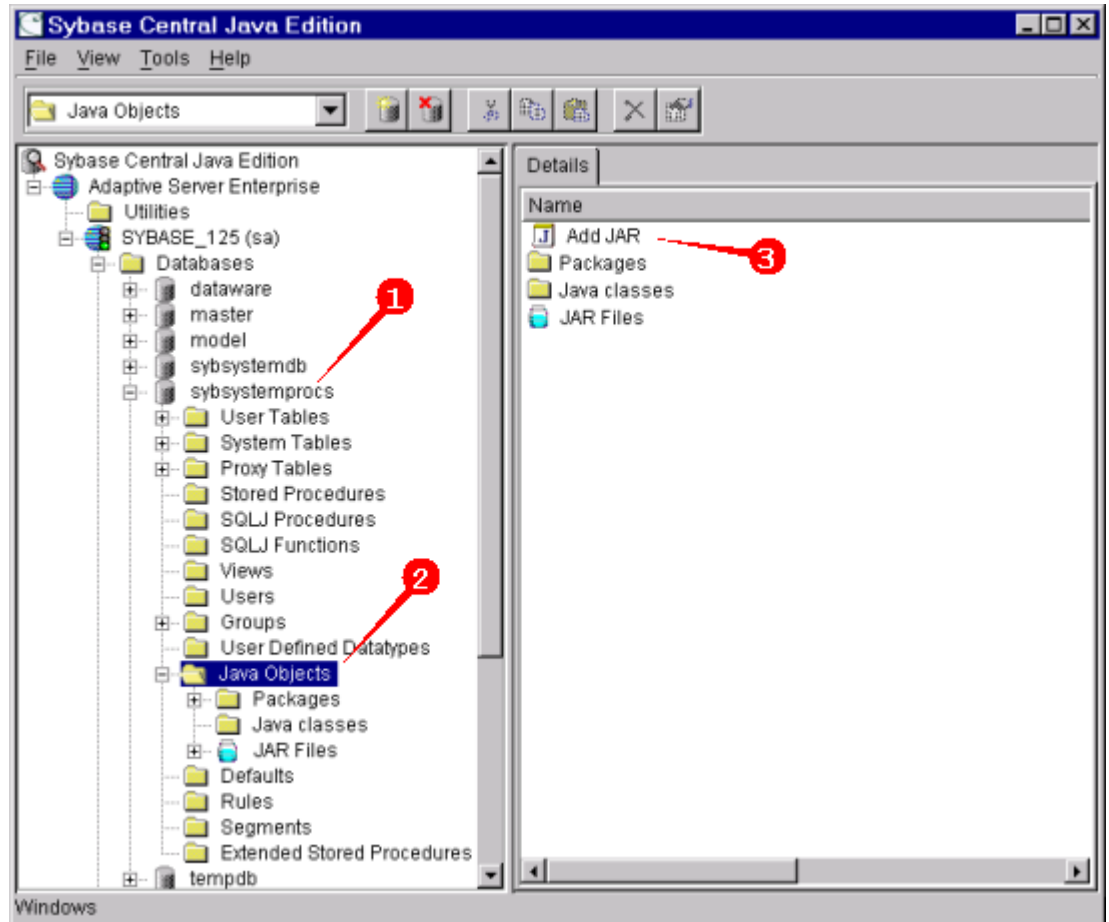 Sybase Central Java Edition
File View Tools Help
Java Objects
Sybase Central Java Edition
Adaptive Server Enterprise
Utilities
SYBASE_125 (sa)
Databases
dataware
master
model
sybsystemdb
sybsystemprocs
User Tables
System Tables
Proxy Tables
Stored Procedures
SQLJ Procedures
SQLJ Functions
Views
Users
Groups
User Defined Datatypes
Java Objects
Packages
Java classes
JAR Files
Defaults
Rules
Segments
Extended Stored Procedures
tempdb
1
2
Details
Name
Add JAR
3
Packages
Java classes
JAR Files
Windows